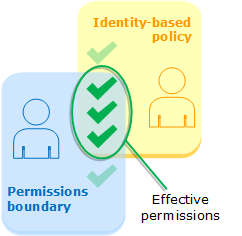 Identity-based
policy
Permissions
boundary
Effective
permissions